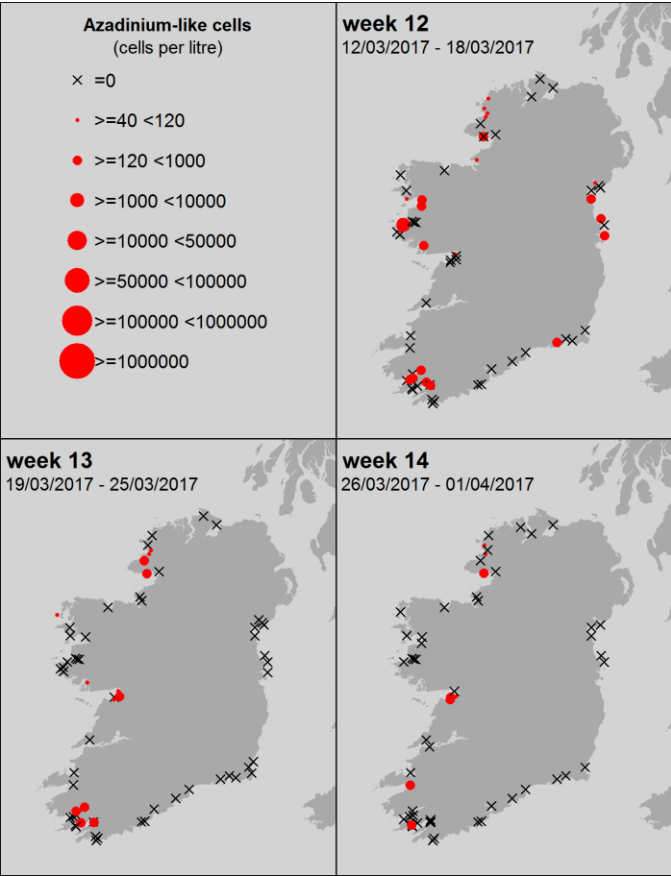 Azadinium-like cells
(cells per litre)
=0
>=40 <120
>=120 <1000
>=1000 <10000
>=10000 <50000
>=50000 <100000
>=100000 <1000000
>=1000000
week 12
12/03/2017 - 18/03/2017
week 13
19/03/2017 - 25/03/2017
week 14
26/03/2017 - 01/04/2017